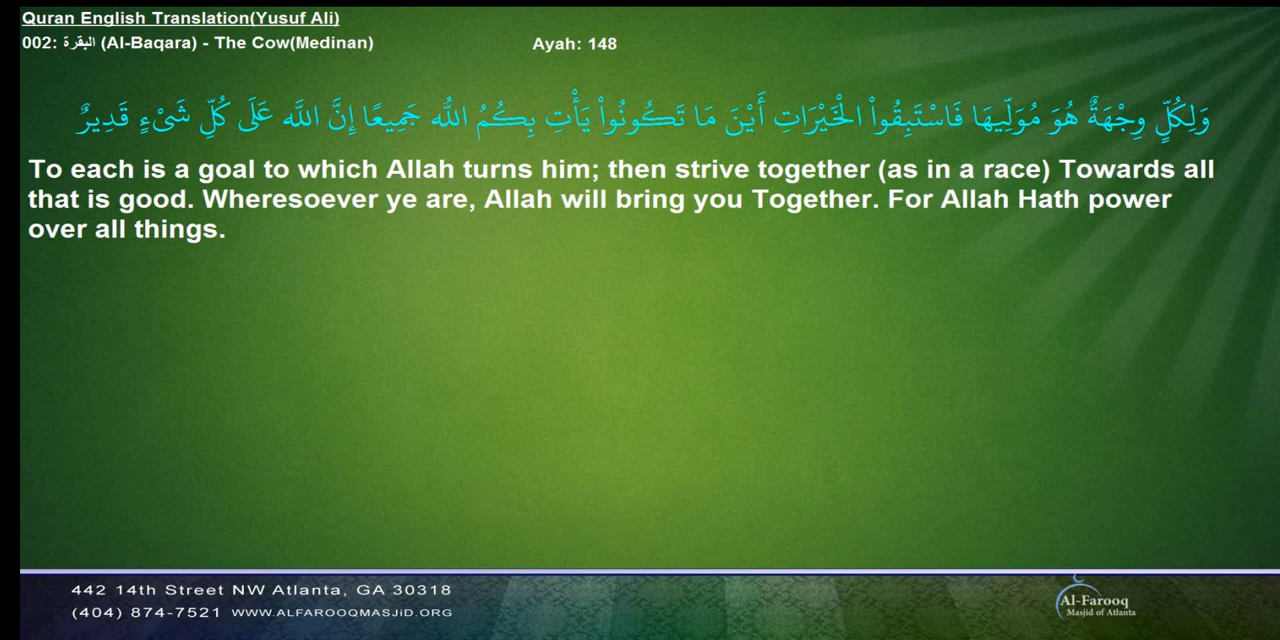 Quran English Translation(Yusuf Ali)
002: البقرة (Al-Baqara) - The Cow(Medinan)
Ayah: 148
وَلِكُلٍّ وِجْهَةٌ هُوَ مُوَلِّيهَا فَاسْتَبِقُواْ الْخَيْرَاتِ أَيْنَ مَا تَكُونُواْ يَأْتِ بِكُمُ اللّهُ جَمِيعًا إِنَّ اللّهَ عَلَى كُلِّ شَيْءٍ قَدِيرٌ
To each is a goal to which Allah turns him; then strive together (as in a race) Towards all
that is good. Wheresoever ye are, Allah will bring you Together. For Allah Hath power
over all things.
442 14th Street NW Atlanta, GA 30318
(404) 874-7521 WWW.ALFAROOQMASJID.ORG
Al-Farooq
Masjid of Atlanta